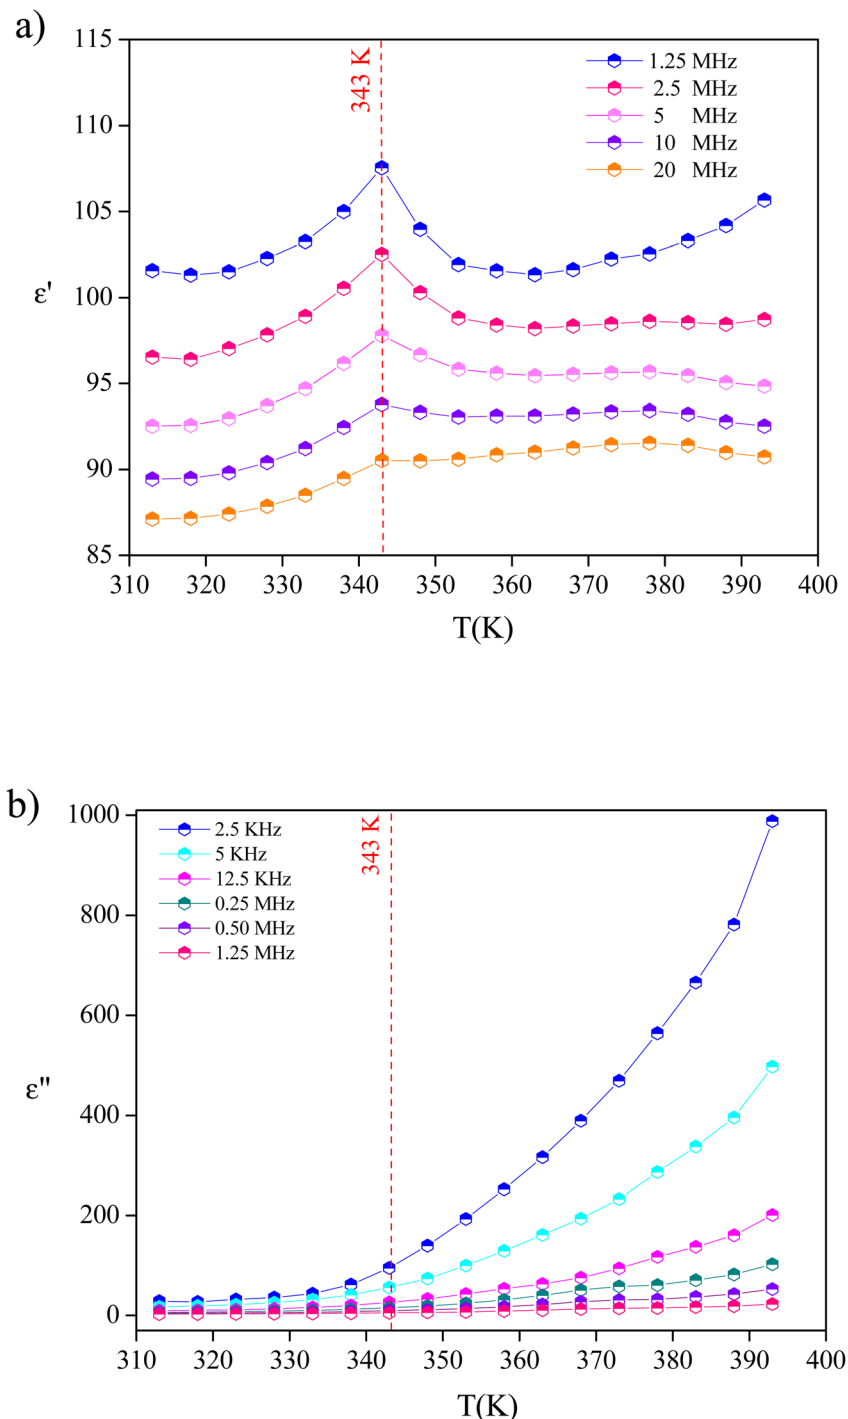 a)
115
110
105
100
95
90
85
ε'
343 K
1.25 MHz
2.5 MHz
5 MHz
10 MHz
20 MHz
310 320 330 340 350 360 370 380 390 400
T(K)
b)
1000
800
600
400
200
0
ε"
343 K
2.5 KHz
5 KHz
12.5 KHz
0.25 MHz
0.50 MHz
1.25 MHz
310 320 330 340 350 360 370 380 390 400
T(K)